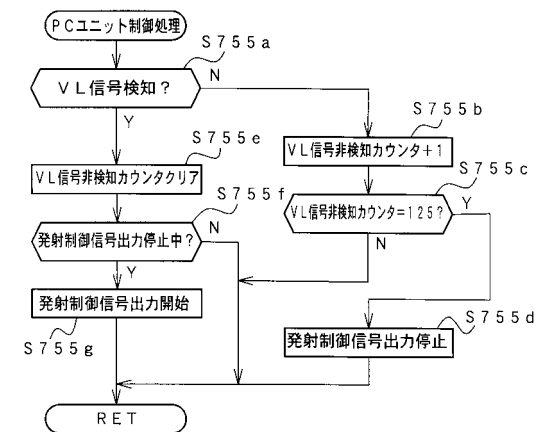 PCユニット制御処理
S755a
VL信号検知?
N
Y
S755b
VL信号非検知カウンタ+1
S755e
VL信号非検知カウンタクリア
S755c
VL信号非検知カウンタ=125?
Y
N
S755f
発射制御信号出力停止中?
N
Y
発射制御信号出力開始
S755g
S755d
発射制御信号出力停止
RET